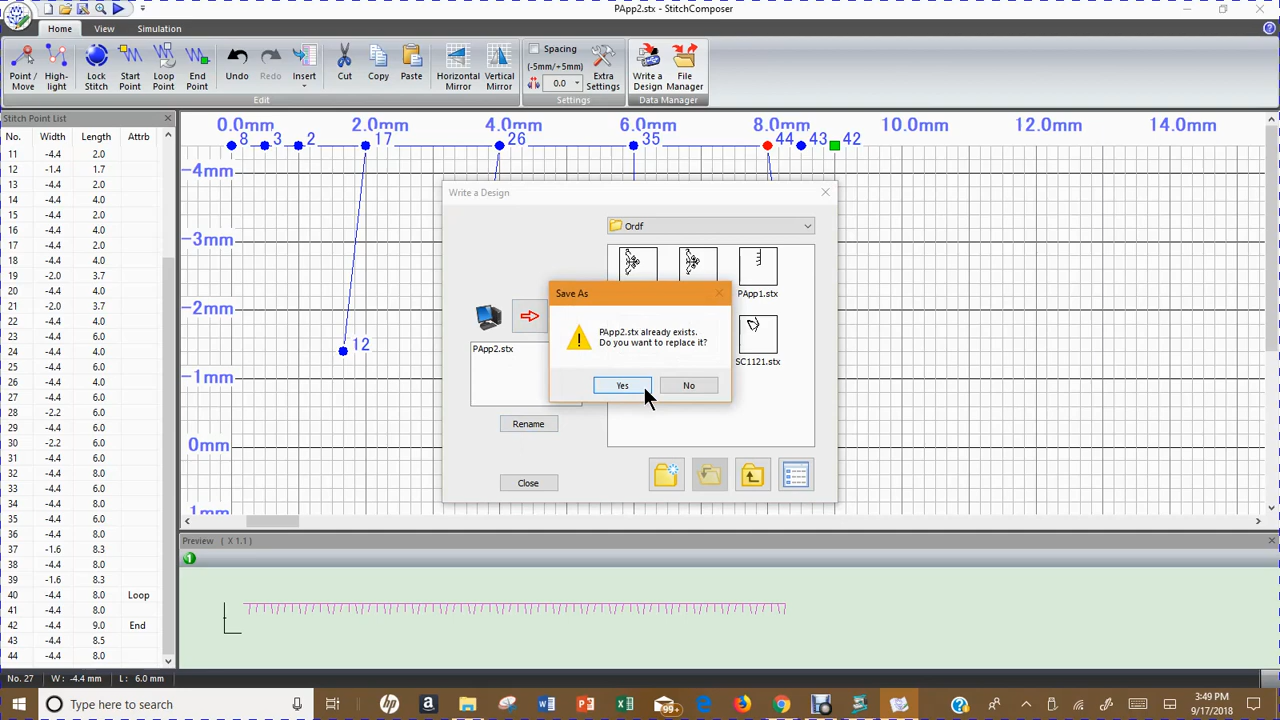 PApp2.stx - StitchComposer
Home View Simulation
Point / Move
High-light
Lock Stitch
Start Point
Loop Point
End Point
Undo
Redo
Insert
Cut
Copy
Paste
Horizontal Mirror
Vertical Mirror
Spacing
(-5mm/+5mm)
0.0
Extra Settings
Write a Design
File Manager
Edit
Settings
Data Manager
Stitch Point List
No. Width Length Attrb
11 -4.4 2.0
12 -1.4 1.7
13 -4.4 2.0
14 -4.4 2.0
15 -4.4 2.0
16 -4.4 2.0
17 -4.4 2.0
18 -4.4 4.0
19 -2.0 3.7
20 -4.4 4.0
22 -2.0 3.7
24 -4.4 4.0
25 -4.4 4.0
26 -4.4 4.0
27 -4.4 6.0
28 -2.2 6.0
29 -4.4 6.0
30 -2.2 6.0
31 -4.4 6.0
32 -4.4 6.0
33 -4.4 6.0
34 -4.4 6.0
35 -4.4 6.0
36 -4.4 8.0
37 -1.6 8.3
38 -4.4 8.0
39 -1.6 8.3
40 -4.4 8.0 Loop
41 -4.4 8.0
42 -4.4 9.0 End
43 -4.4 8.5
44 -4.4 8.0
0.0mm 2.0mm 4.0mm 6.0mm 8.0mm 10.0mm 12.0mm 14.0mm
8 3 2 17 26 35 44 43 42
-4mm
-3mm
-2mm
-1mm
0mm
1mm
12
Write a Design
Ordf
PApp1.stx
SC1121.stx
PApp2.stx
Rename
Close
Save As
PApp2.stx already exists.
Do you want to replace it?
Yes No
Preview ( X 1.1 )
1
No. 27 W : -4.4 mm L : 6.0 mm
Type here to search
99+
3:49 PM
9/17/2018